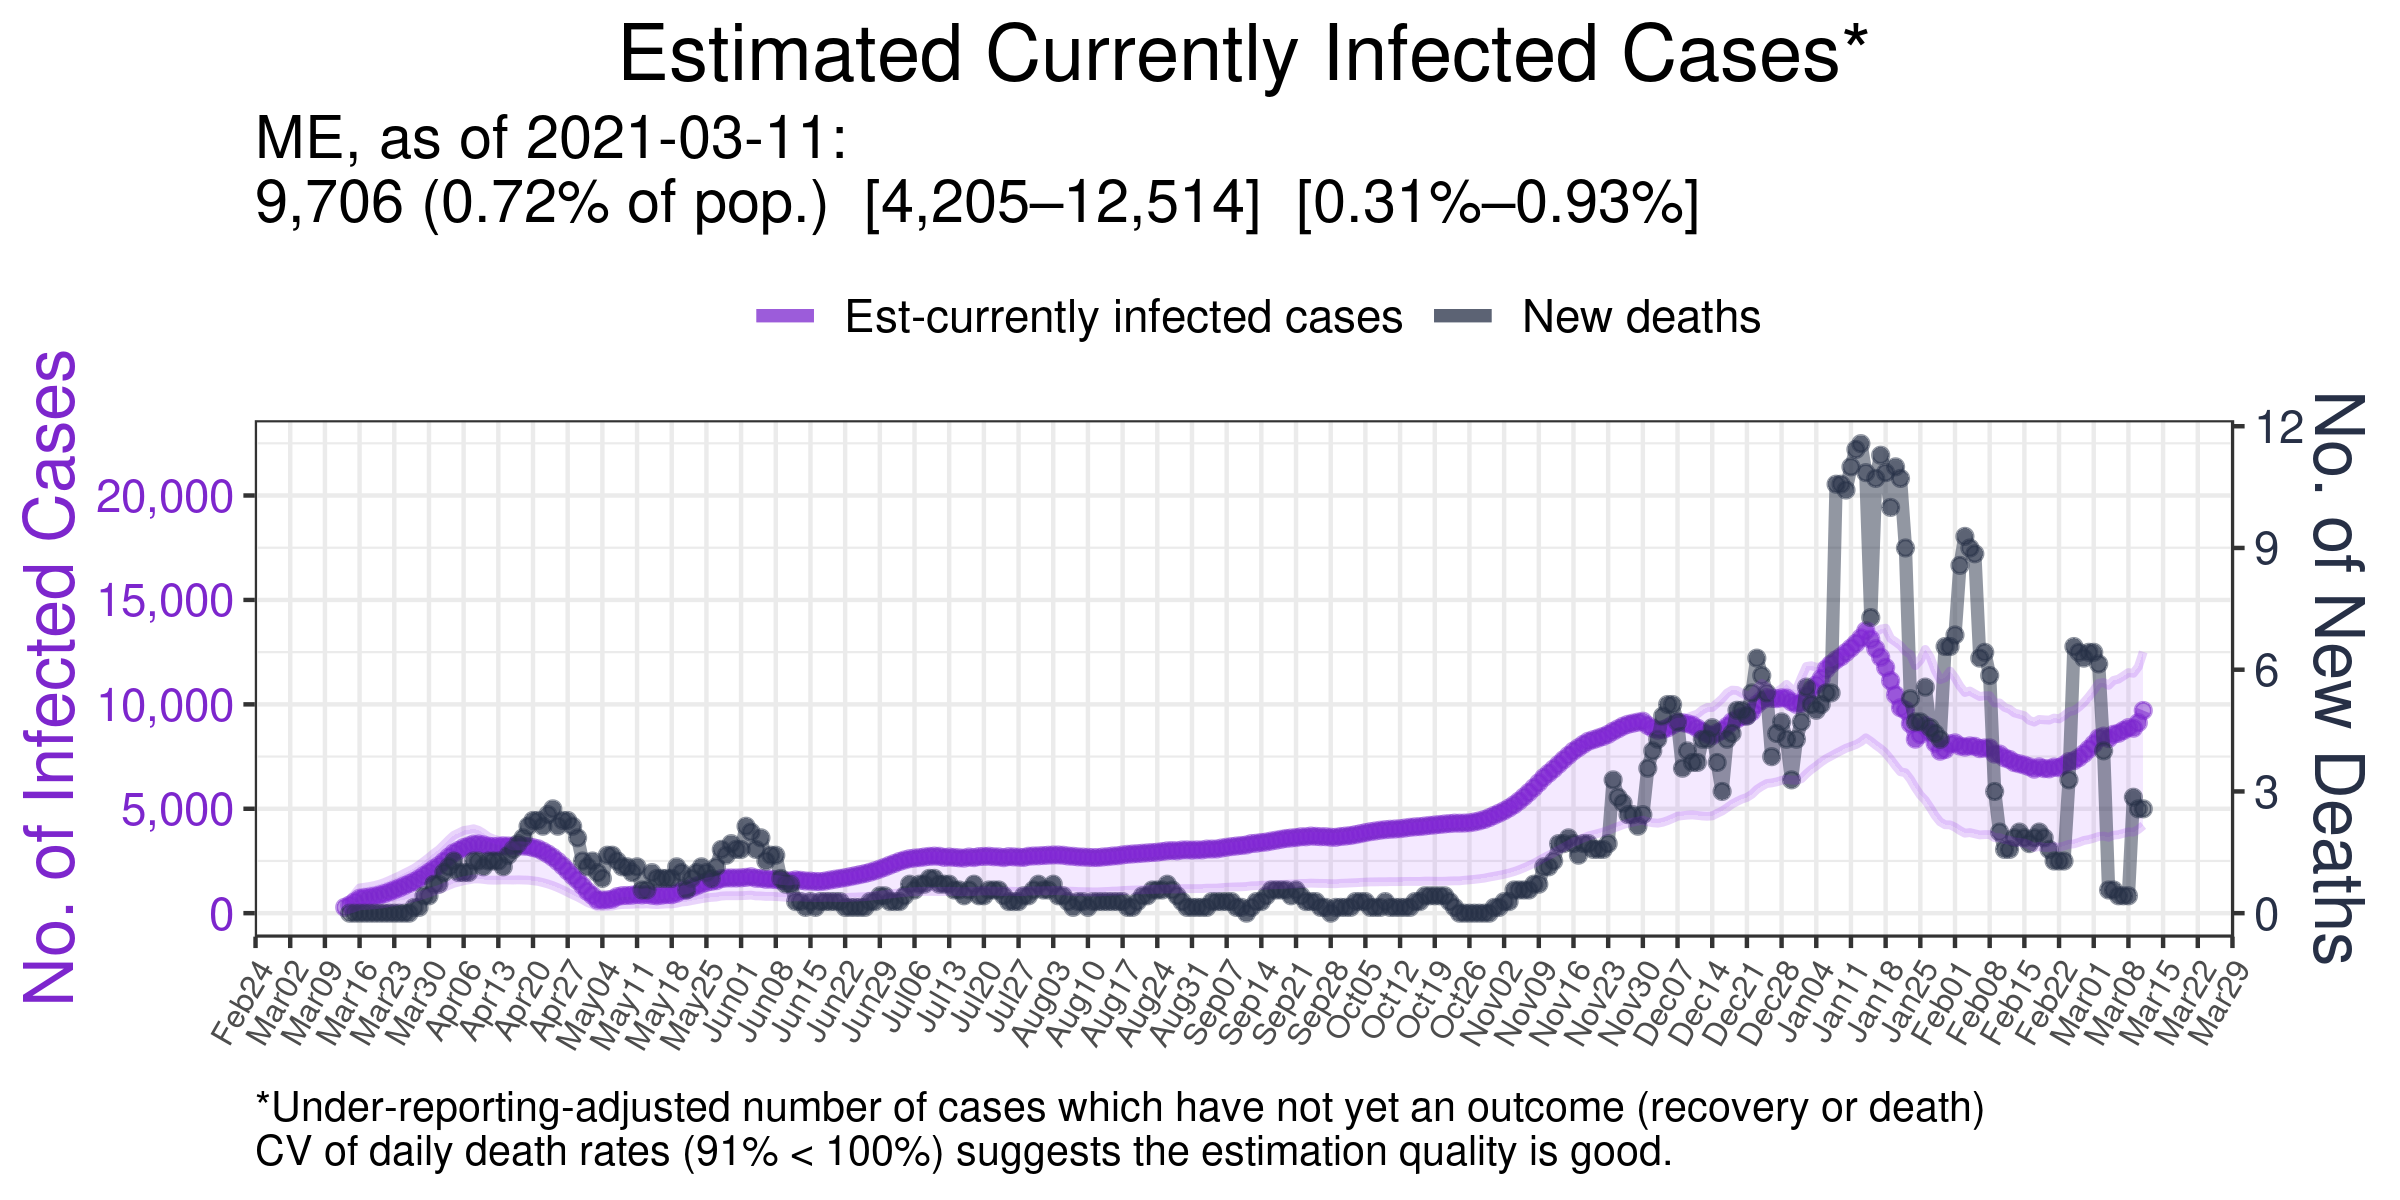 Estimated Currently Infected Cases*
ME, as of 2021-03-11:
9,706 (0.72% of pop.) [4,205–12,514] [0.31%–0.93%]
Est-currently infected cases
New deaths
No. of Infected Cases
20,000
15,000
10,000
5,000
0
12
9
6
3
0
No. of New Deaths
Feb24
Mar02
Mar09
Mar16
Mar23
Mar30
Apr06
Apr13
Apr20
Apr27
May04
May11
May18
May25
Jun01
Jun08
Jun15
Jun22
Jun29
Jul06
Jul13
Jul20
Jul27
Aug03
Aug10
Aug17
Aug24
Aug31
Sep07
Sep14
Sep21
Sep28
Oct05
Oct12
Oct19
Oct26
Nov02
Nov09
Nov16
Nov23
Nov30
Dec07
Dec14
Dec21
Dec28
Jan04
Jan11
Jan18
Jan25
Feb01
Feb08
Feb15
Feb22
Mar01
Mar08
Mar15
Mar22
Mar29
*Under-reporting-adjusted number of cases which have not yet an outcome (recovery or death)
CV of daily death rates (91% < 100%) suggests the estimation quality is good.